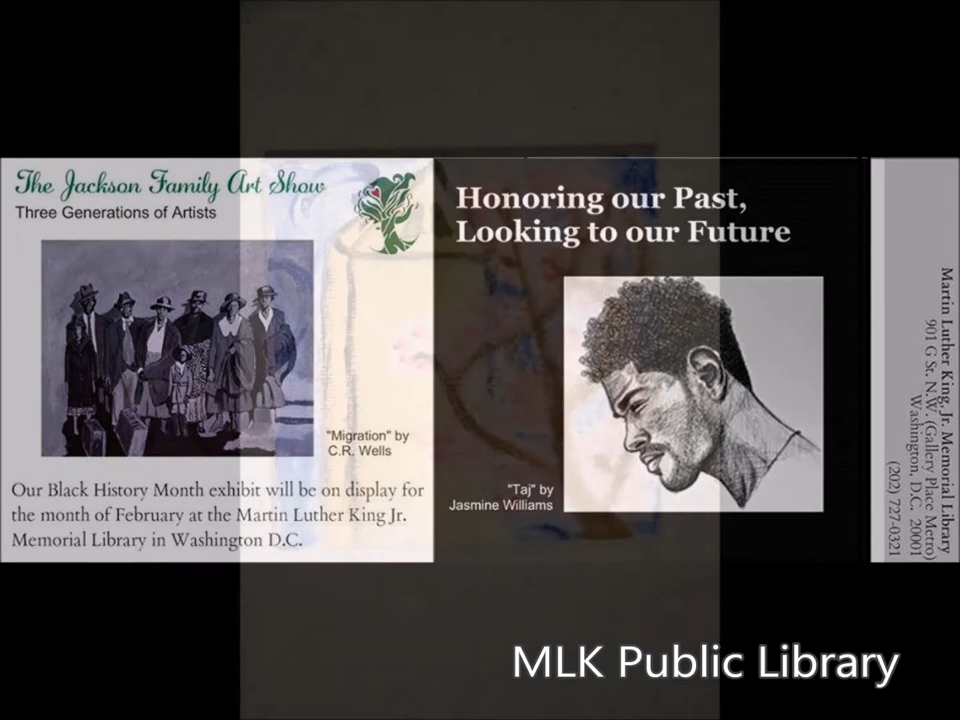 The Jackson Family Art Show
Three Generations of Artists
"Migration" by
C.R. Wells
Our Black History Month exhibit will be on display for
the month of February at the Martin Luther King Jr.
Memorial Library in Washington D.C.
Honoring our Past,
Looking to our Future
"Taj" by
Jasmine Williams
Martin Luther King, Jr. Memorial Library
901 G St. N.W. (Gallery Place Metro)
Washington, D.C. 20001
(202) 727-0321
MLK Public Library